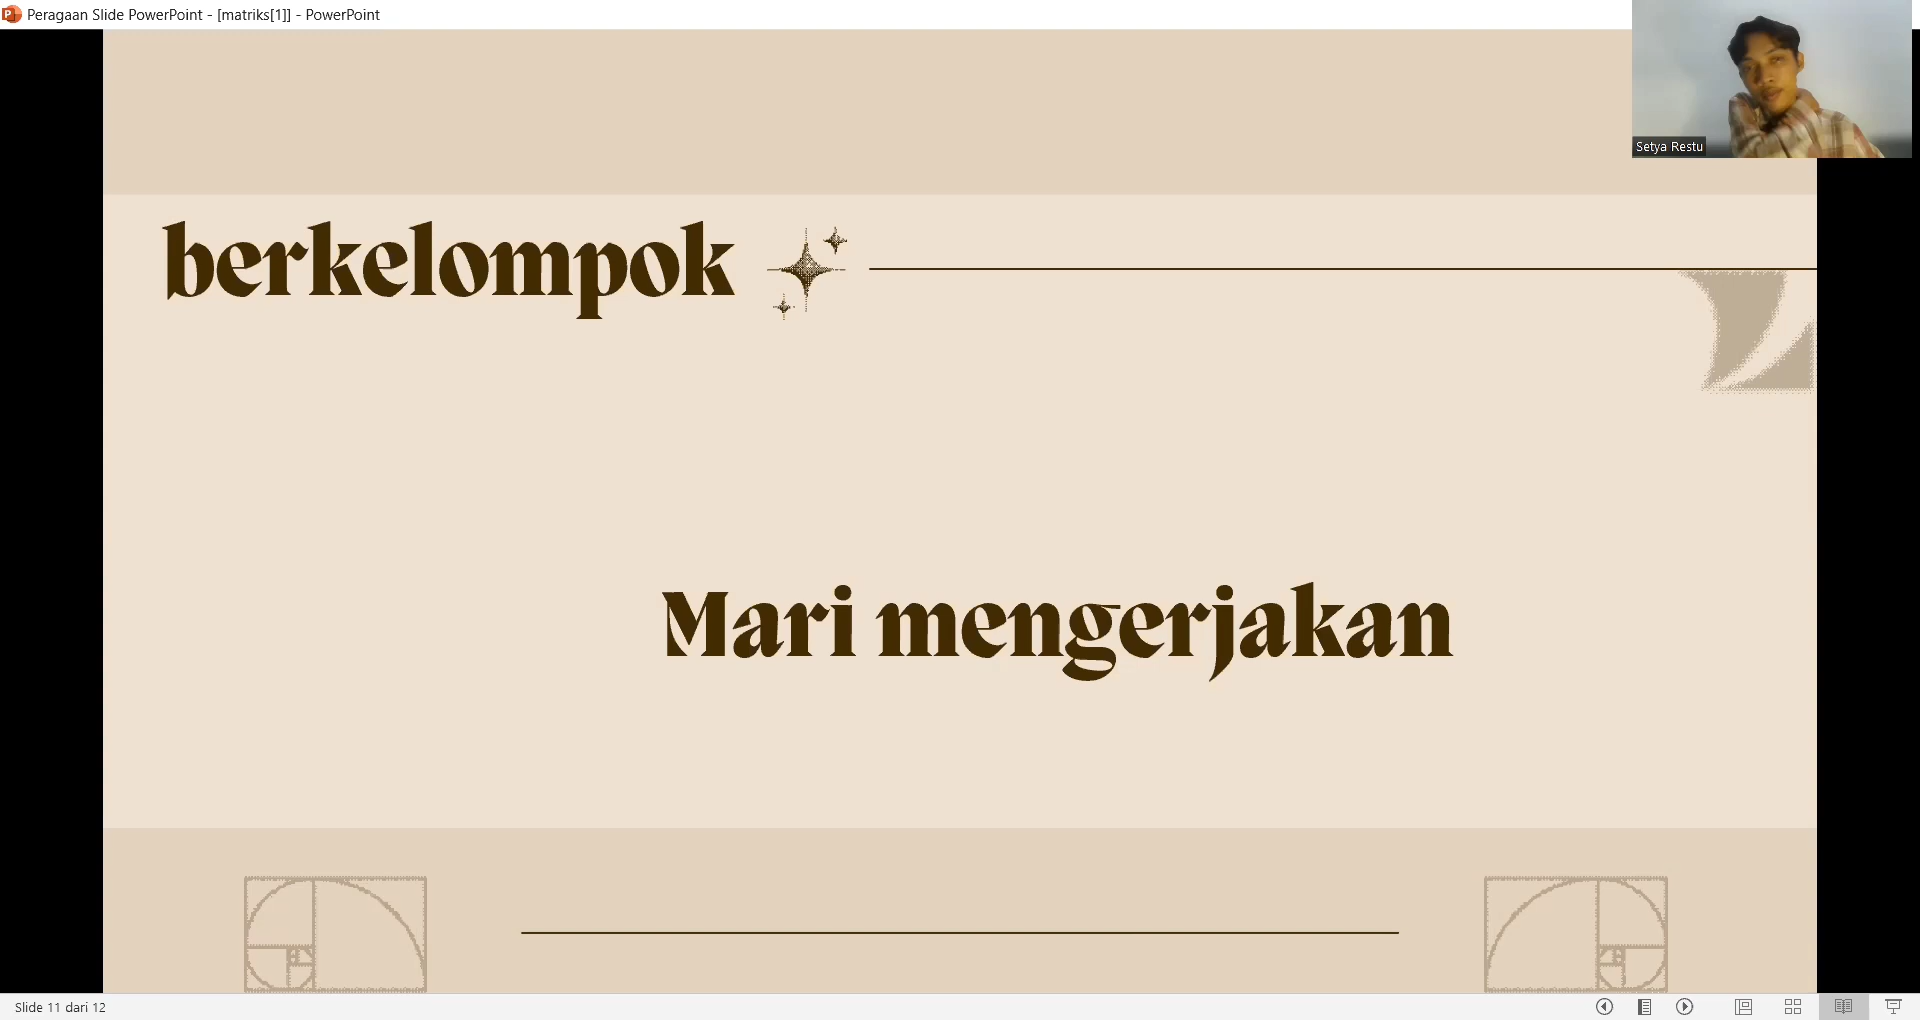 Peragaan Slide PowerPoint - [matriks[1]] - PowerPoint
Setya Restu
berkelompok
Mari mengerjakan
Slide 11 dari 12